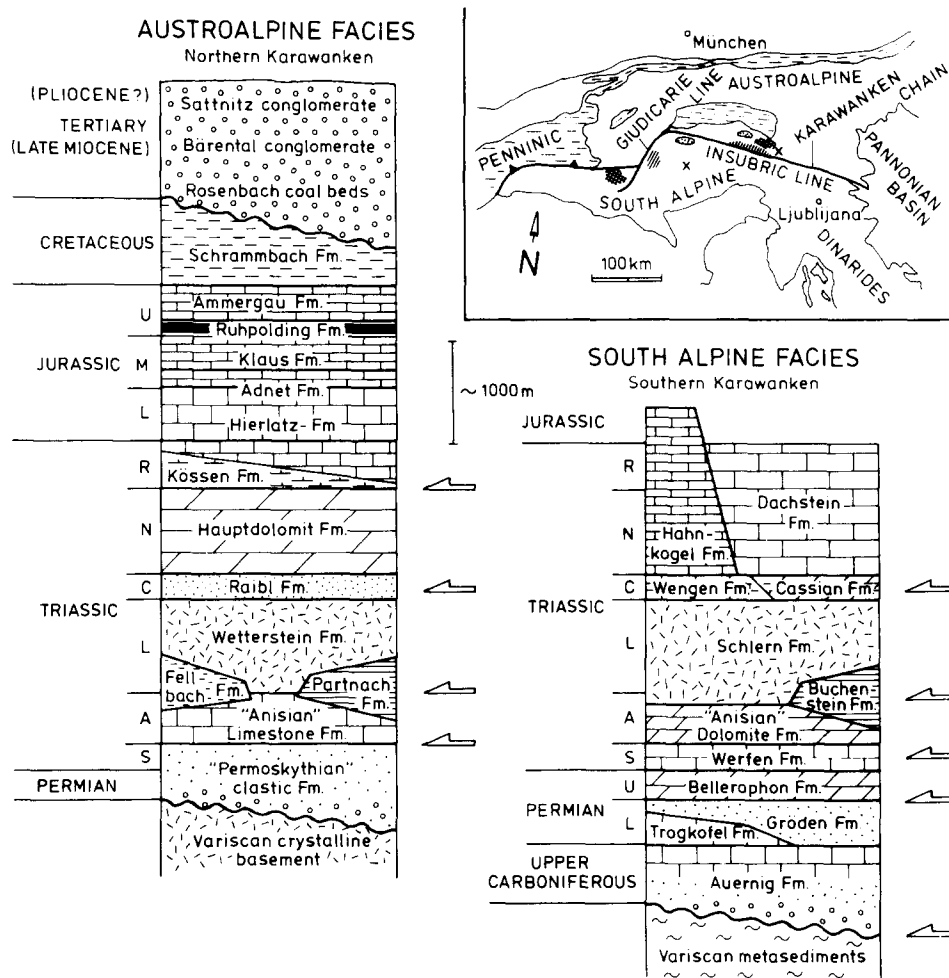 AUSTROALPINE FACIES
Northern Karawanken
(PLIOCENE?)
TERTIARY
(LATE MIOCENE)
Sattnitz conglomerate
Bärental conglomerate
Rosenbach coal beds
CRETACEOUS
Schrammbach Fm.
JURASSIC
U
M
L
Ammergau Fm.
Ruhpolding Fm.
Klaus Fm.
Adnet Fm.
Hierlatz-Fm
~ 1000m
TRIASSIC
R
N
C
L
A
S
Kössen Fm.
Hauptdolomit Fm.
Raibl Fm.
Wetterstein Fm.
Fell-
bach- Fm.
Partnach
Fm.
"Anisian"
Limestone Fm.
"Permoskythian"
clastic Fm.
PERMIAN
Variscan crystalline
basement
München
AUSTROALPINE
PENNINIC
GIUDICARIE LINE
KARAWANKEN CHAIN
INSUBRIC LINE
SOUTH ALPINE
PANNONIAN
BASIN
Ljublijana
DINARIDES
N
100km
SOUTH ALPINE FACIES
Southern Karawanken
JURASSIC
TRIASSIC
R
N
C
L
A
S
Hahn-
kogel Fm.
Dachstein
Fm.
Wengen Fm.
Cassian Fm.
Schlern Fm.
Buchen-
stein Fm.
"Anisian"
Dolomite Fm.
Werfen Fm.
PERMIAN
U
L
Bellerophon Fm.
Gröden Fm.
Trogkofel Fm.
UPPER
CARBONIFEROUS
Auernig Fm.
Variscan metasediments